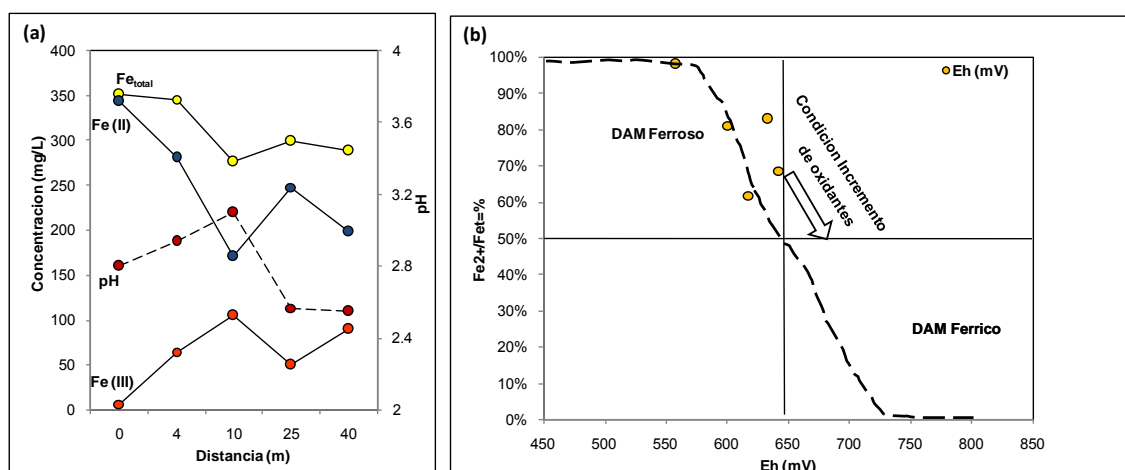 (a)
400
350
300
250
200
150
100
50
0
Concentracion (mg/L)
Fe total
Fe (II)
pH
Fe (III)
4
3.6
3.2
2.8
2.4
2
pH
0 4 10 25 40
Distancia (m)
(b)
100%
90%
80%
70%
60%
50%
40%
30%
20%
10%
0%
Fe2+/Fet=%
Eh (mV)
DAM Ferroso
Condicion Incremento
de oxidantes
DAM Ferrico
450 500 550 600 650 700 750 800 850
Eh (mV)